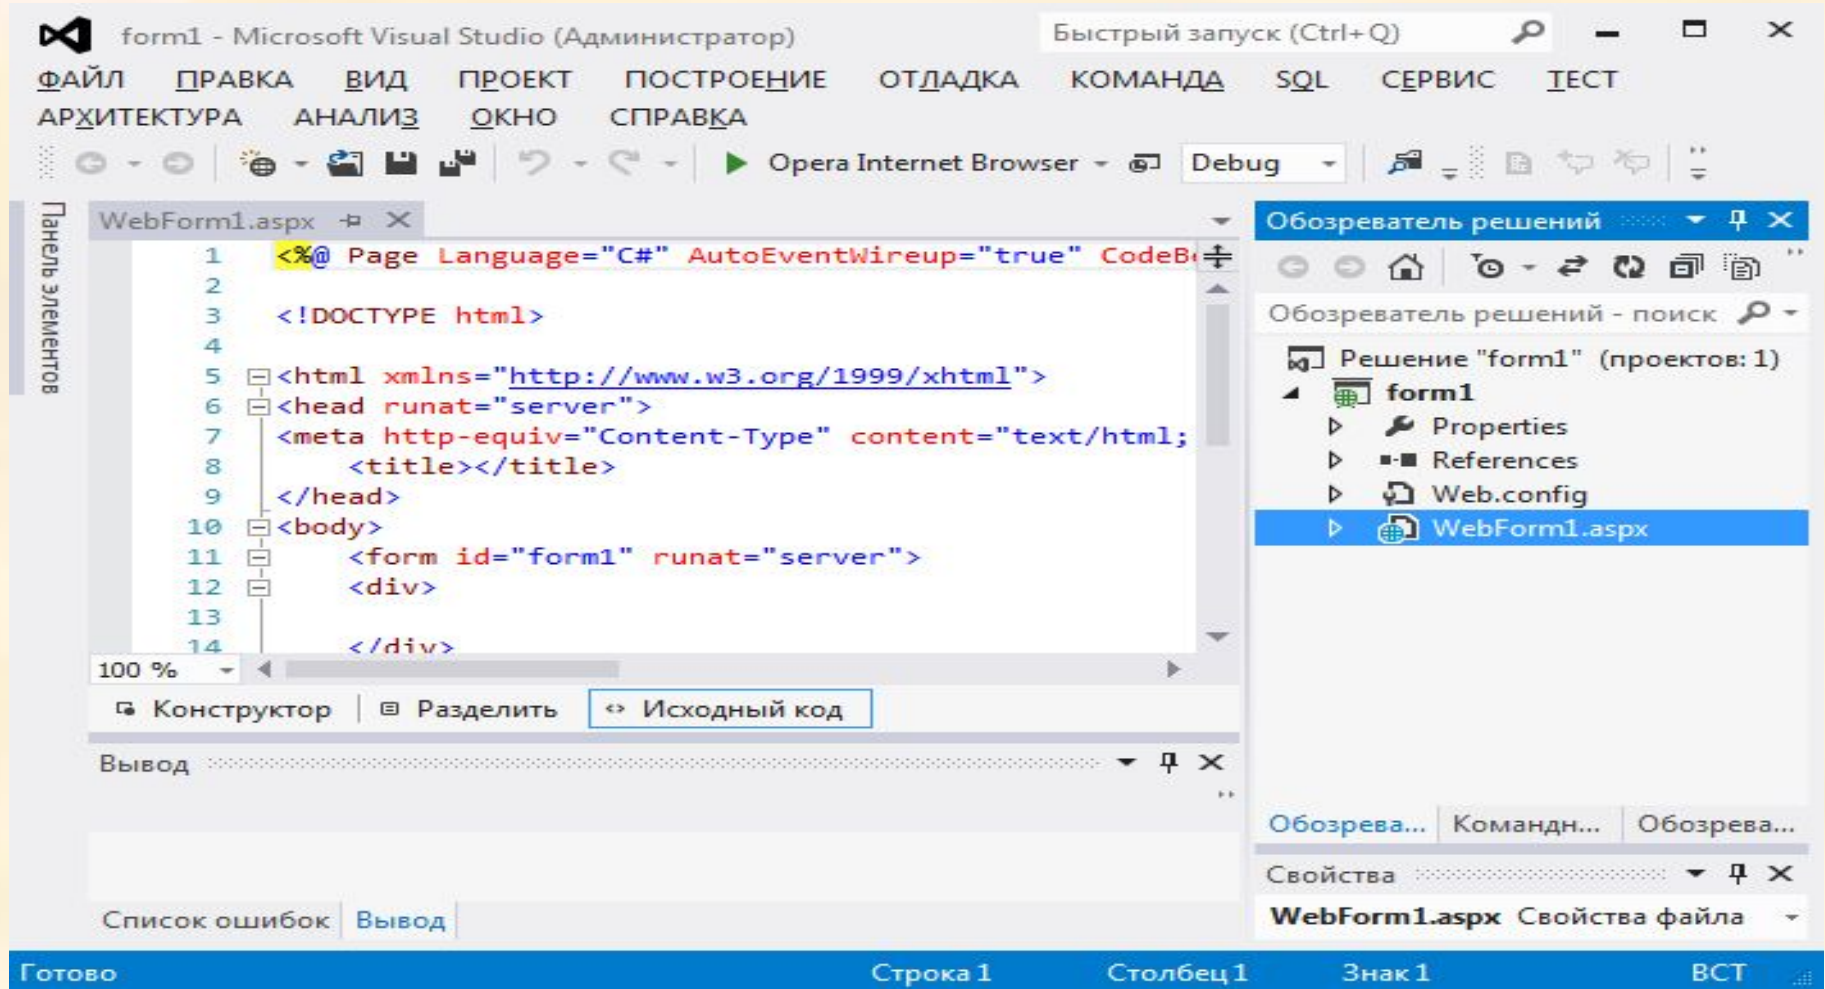 form1 - Microsoft Visual Studio (Администратор)
Быстрый запуск (Ctrl+Q)
ФАЙЛ ПРАВКА ВИД ПРОЕКТ ПОСТРОЕНИЕ ОТЛАДКА КОМАНДА SQL СЕРВИС ТЕСТ
АРХИТЕКТУРА АНАЛИЗ ОКНО СПРАВКА
Opera Internet Browser Debug
Панель элементов
WebForm1.aspx
1 <%@ Page Language="C#" AutoEventWireup="true" CodeB
2
3 <!DOCTYPE html>
4
5 <html xmlns="http://www.w3.org/1999/xhtml">
6 <head runat="server">
7 <meta http-equiv="Content-Type" content="text/html;
8 <title></title>
9 </head>
10 <body>
11 <form id="form1" runat="server">
12 <div>
13
14 </div>
100 %
Конструктор Разделить Исходный код
Вывод
Список ошибок Вывод
Обозреватель решений
Обозреватель решений - поиск
Решение "form1" (проектов: 1)
form1
Properties
References
Web.config
WebForm1.aspx
Обозрева... Командн... Обозрева...
Свойства
WebForm1.aspx Свойства файла
Готово Строка 1 Столбец 1 Знак 1 ВСТ